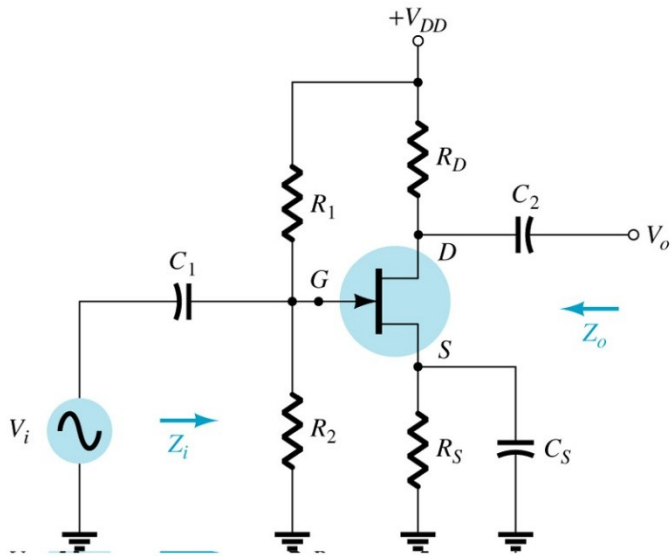 +V_DD
R_D
R_1
C_2
V_o
D
C_1
G
Z_o
S
V_i
Z_i
R_2
R_S
C_S